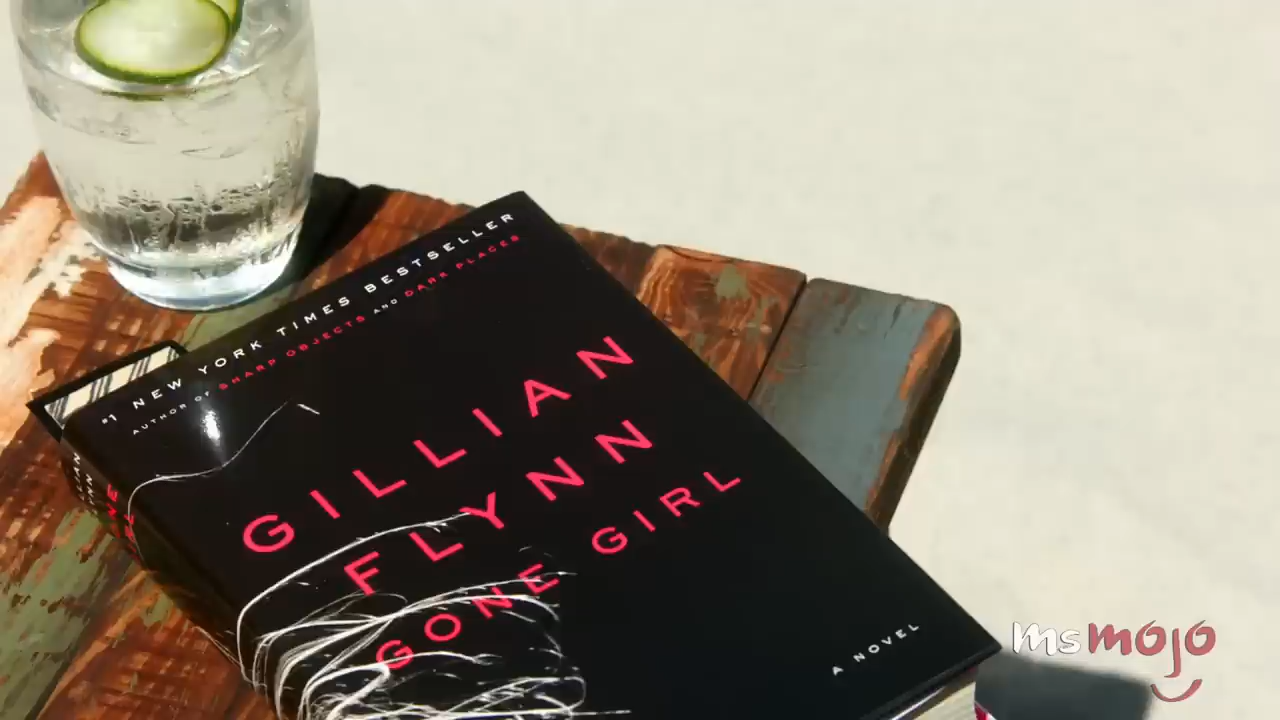 #1 NEW YORK TIMES BESTSELLER
AUTHOR OF SHARP OBJECTS AND DARK PLACES
GILLIAN
FLYNN
GONE GIRL
A NOVEL
msmojo